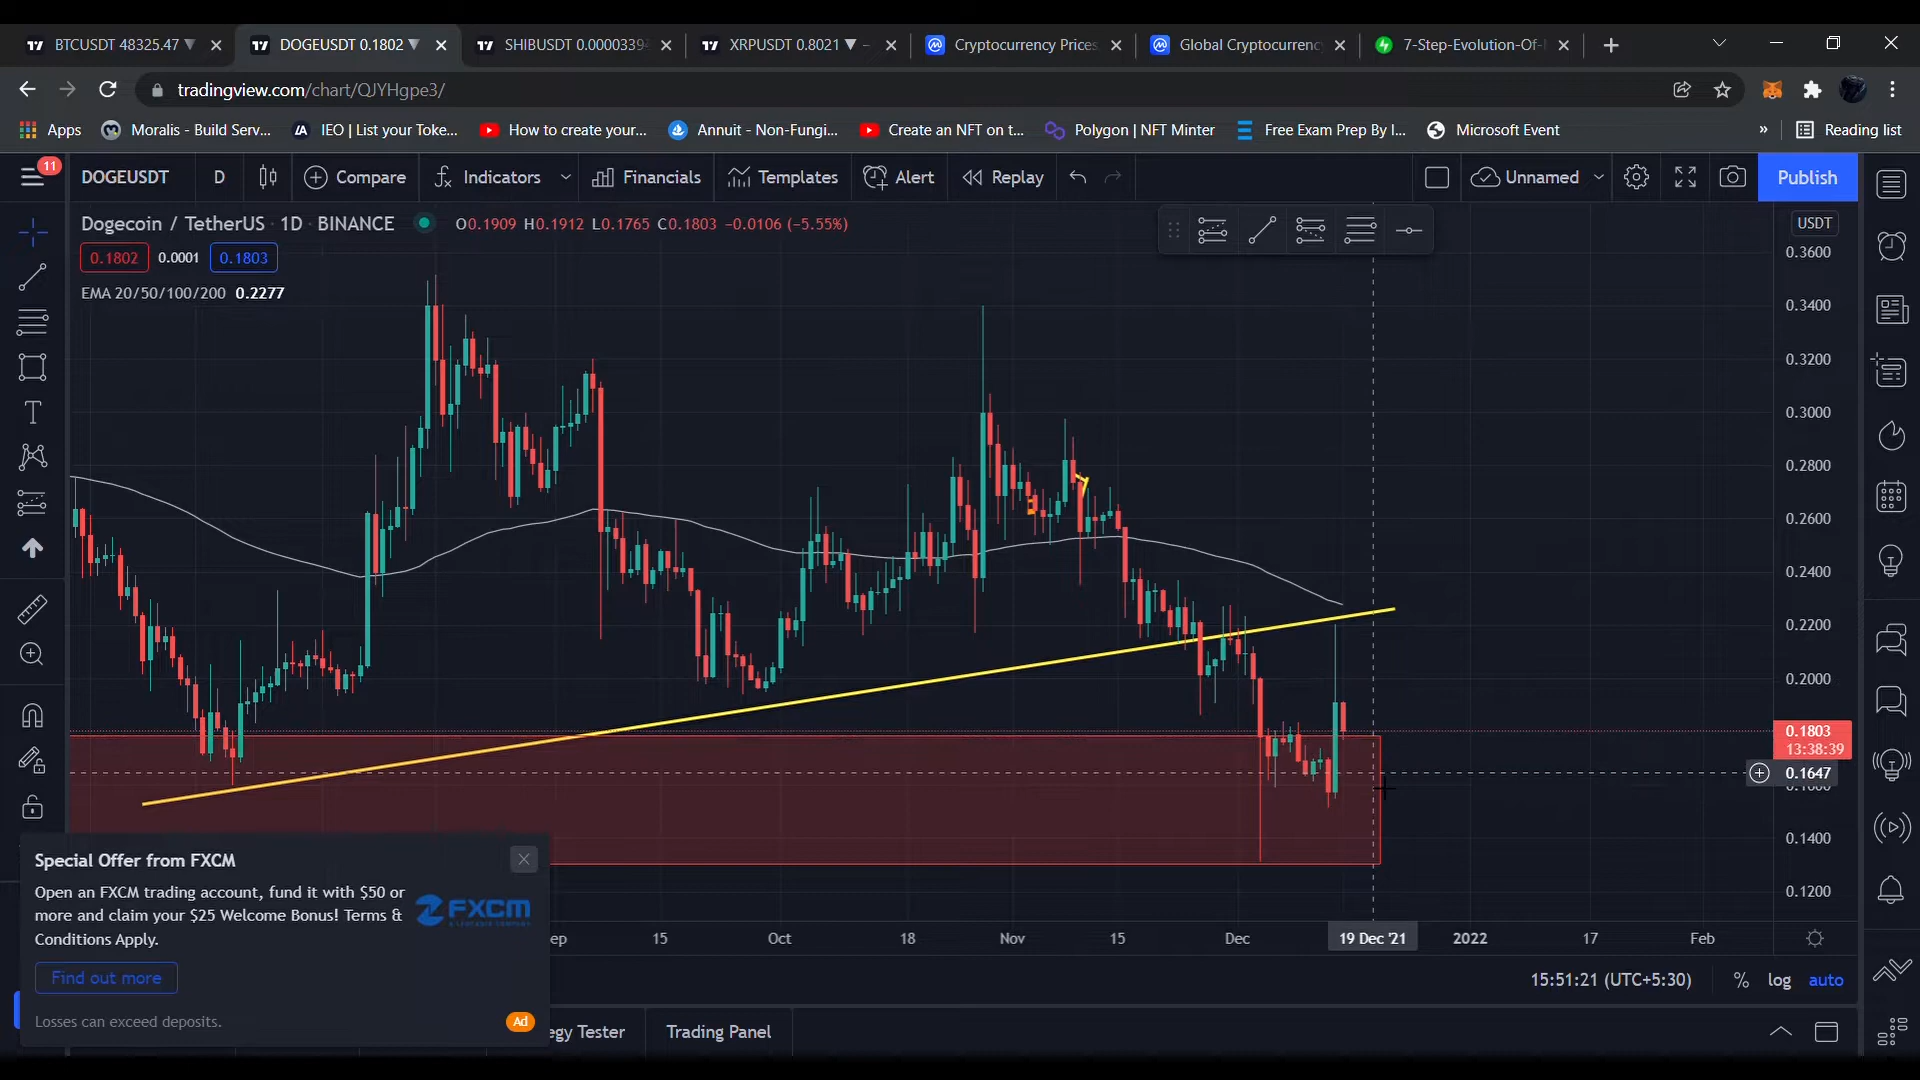 BTCUSDT 48325.47 ▼
DOGEUSDT 0.1802 ▼
SHIBUSDT 0.00003394
XRPUSDT 0.8021 ▼ –
Cryptocurrency Prices
Global Cryptocurrenc
7-Step-Evolution-Of-
tradingview.com/chart/QJYHgpe3/
Apps
Moralis - Build Serv...
IEO | List your Toke...
How to create your...
Annuit - Non-Fungi...
Create an NFT on t...
Polygon | NFT Minter
Free Exam Prep By I...
Microsoft Event
»
Reading list
11
DOGEUSDT
D
Compare
Indicators
Financials
Templates
Alert
Replay
Unnamed
Publish
Dogecoin / TetherUS · 1D · BINANCE
O0.1909 H0.1912 L0.1765 C0.1803 −0.0106 (−5.55%)
USDT
0.1802 0.0001 0.1803
EMA 20/50/100/200 0.2277
0.3600
0.3400
0.3200
0.3000
0.2800
0.2600
0.2400
0.2200
0.2000
0.1803
13:38:39
0.1647
0.1400
0.1200
Special Offer from FXCM
Open an FXCM trading account, fund it with $50 or
more and claim your $25 Welcome Bonus! Terms &
Conditions Apply.
FXCM
Find out more
Losses can exceed deposits.
Ad
ep
15
Oct
18
Nov
15
Dec
19 Dec '21
2022
17
Feb
15:51:21 (UTC+5:30)
%
log
auto
egy Tester
Trading Panel